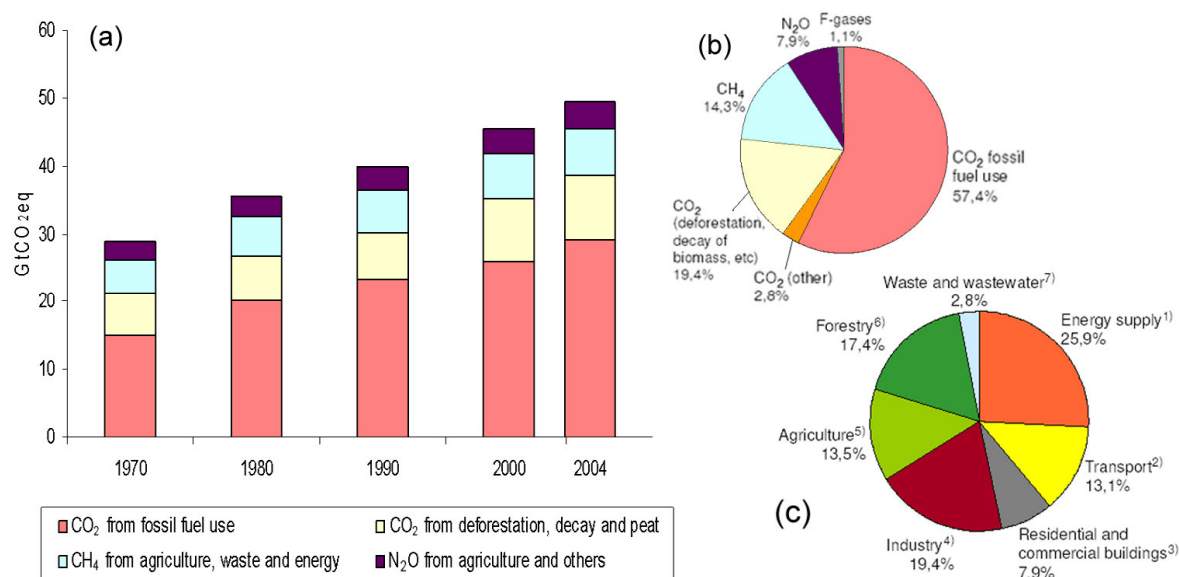 (a)
60
50
40
30
20
10
0
GtCO₂eq
1970 1980 1990 2000 2004
CO₂ from fossil fuel use
CO₂ from deforestation, decay and peat
CH₄ from agriculture, waste and energy
N₂O from agriculture and others
(b)
F-gases
1,1%
N₂O
7,9%
CH₄
14,3%
CO₂ fossil
fuel use
57,4%
CO₂
(deforestation,
decay of
biomass, etc)
19,4%
CO₂ (other)
2,8%
(c)
Waste and wastewater⁷⁾
2,8%
Energy supply¹⁾
25,9%
Forestry⁶⁾
17,4%
Agriculture⁵⁾
13,5%
Transport²⁾
13,1%
Industry⁴⁾
19,4%
Residential and
commercial buildings³⁾
7,9%